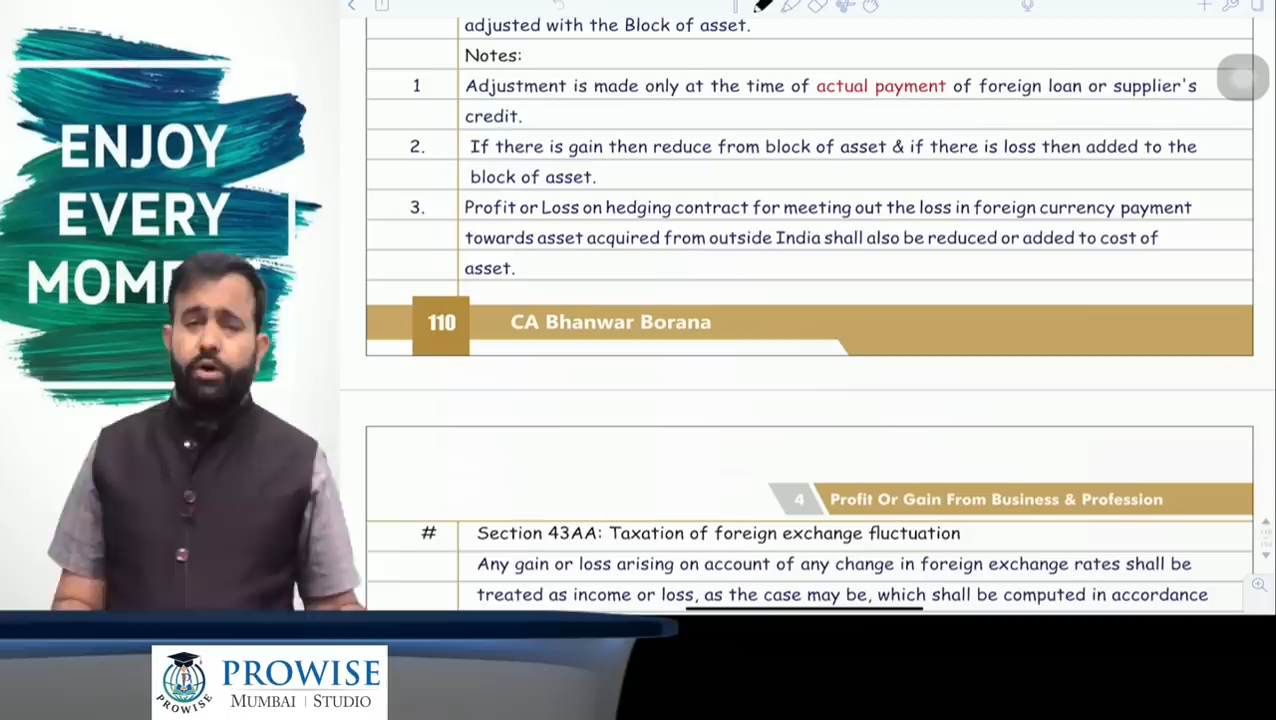 ENJOY
EVERY
adjusted with the Block of asset.
Notes:
1 Adjustment is made only at the time of actual payment of foreign loan or supplier's
credit.
2. If there is gain then reduce from block of asset & if there is loss then added to the
block of asset.
3. Profit or Loss on hedging contract for meeting out the loss in foreign currency payment
towards asset acquired from outside India shall also be reduced or added to cost of
asset.
110 CA Bhanwar Borana
4 Profit Or Gain From Business & Profession
# Section 43AA: Taxation of foreign exchange fluctuation
Any gain or loss arising on account of any change in foreign exchange rates shall be
treated as income or loss, as the case may be, which shall be computed in accordance
PROWISE
PROWISE
MUMBAI | STUDIO